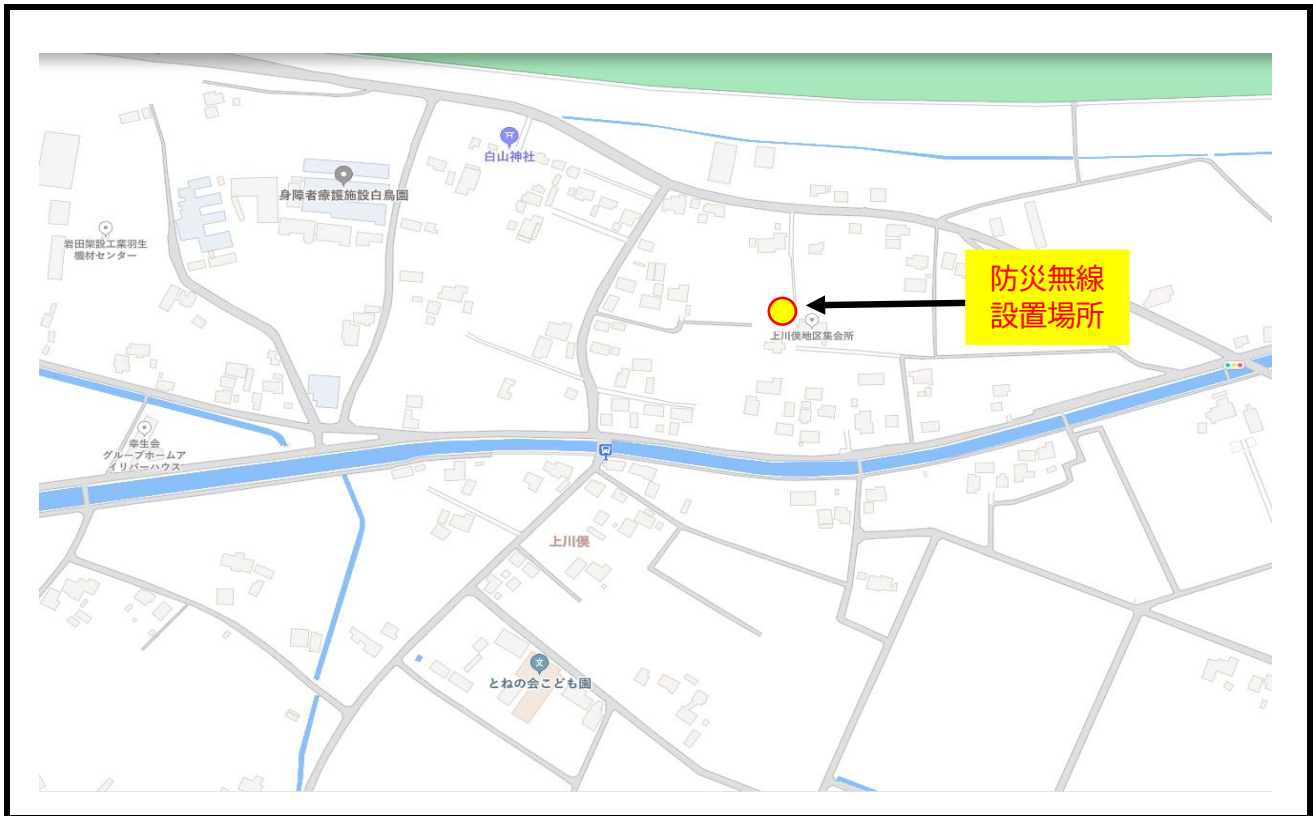 白山神社
身障者療護施設白鳥園
岩田架設工業羽生
機材センター
防災無線
設置場所
上川俣地区集会所
幸生会
グループホームア
イリバーハウス
上川俣
とねの会こども園